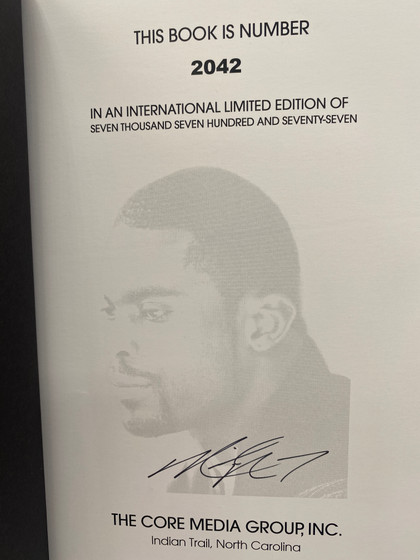 THIS BOOK IS NUMBER
2042
IN AN INTERNATIONAL LIMITED EDITION OF
SEVEN THOUSAND SEVEN HUNDRED AND SEVENTY-SEVEN
THE CORE MEDIA GROUP, INC.
Indian Trail, North Carolina